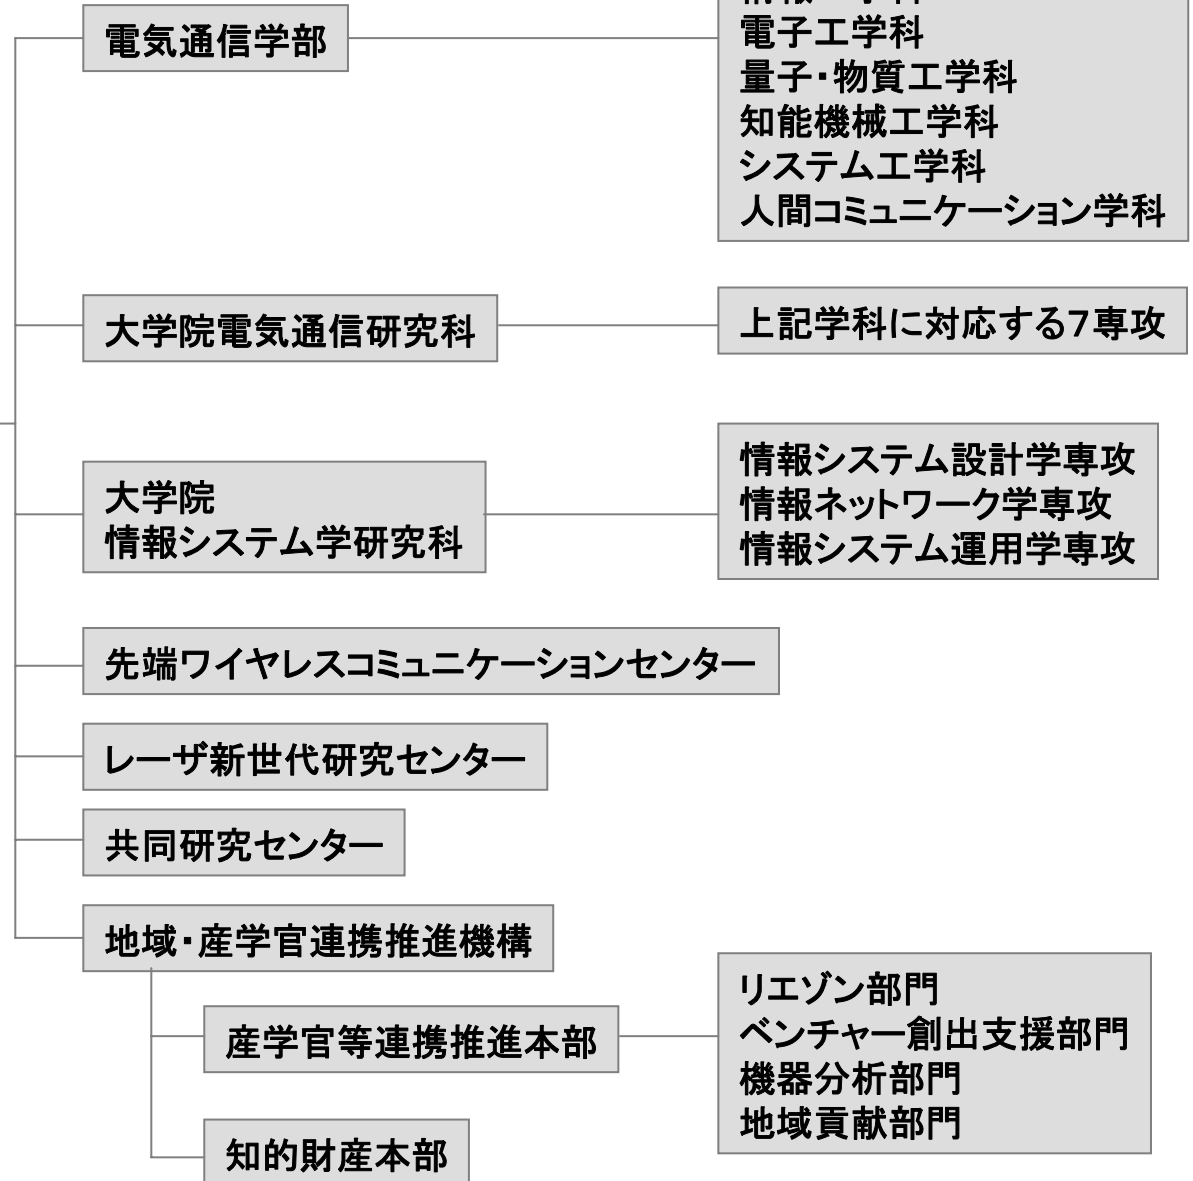 電気通信学部
電子工学科
量子・物質工学科
知能機械工学科
システム工学科
人間コミュニケーション学科
大学院電気通信研究科
上記学科に対応する7専攻
大学院
情報システム学研究科
情報システム設計学専攻
情報ネットワーク学専攻
情報システム運用学専攻
先端ワイヤレスコミュニケーションセンター
レーザ新世代研究センター
共同研究センター
地域・産学官連携推進機構
産学官等連携推進本部
リエゾン部門
ベンチャー創出支援部門
機器分析部門
地域貢献部門
知的財産本部